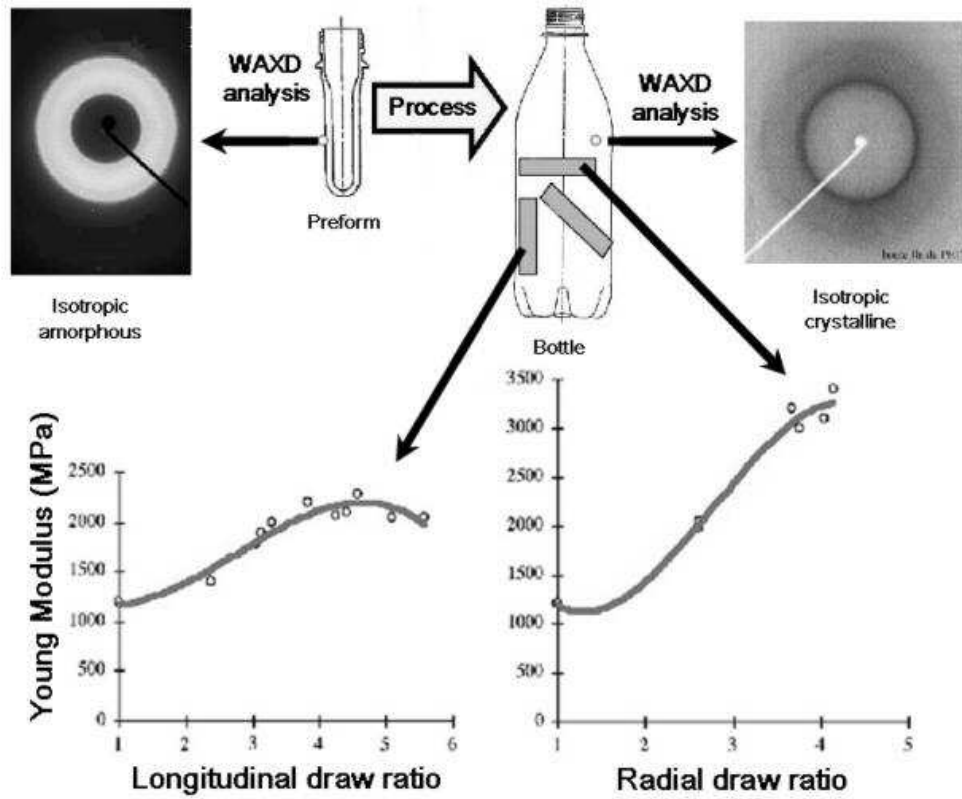 WAXD
analysis
Process
WAXD
analysis
Preform
Isotropic
amorphous
Bottle
Isotropic
crystalline
Young Modulus (MPa)
2500
2000
1500
1000
500
0
1 2 3 4 5 6
Longitudinal draw ratio
3500
3000
2500
2000
1500
1000
500
0
1 2 3 4 5
Radial draw ratio